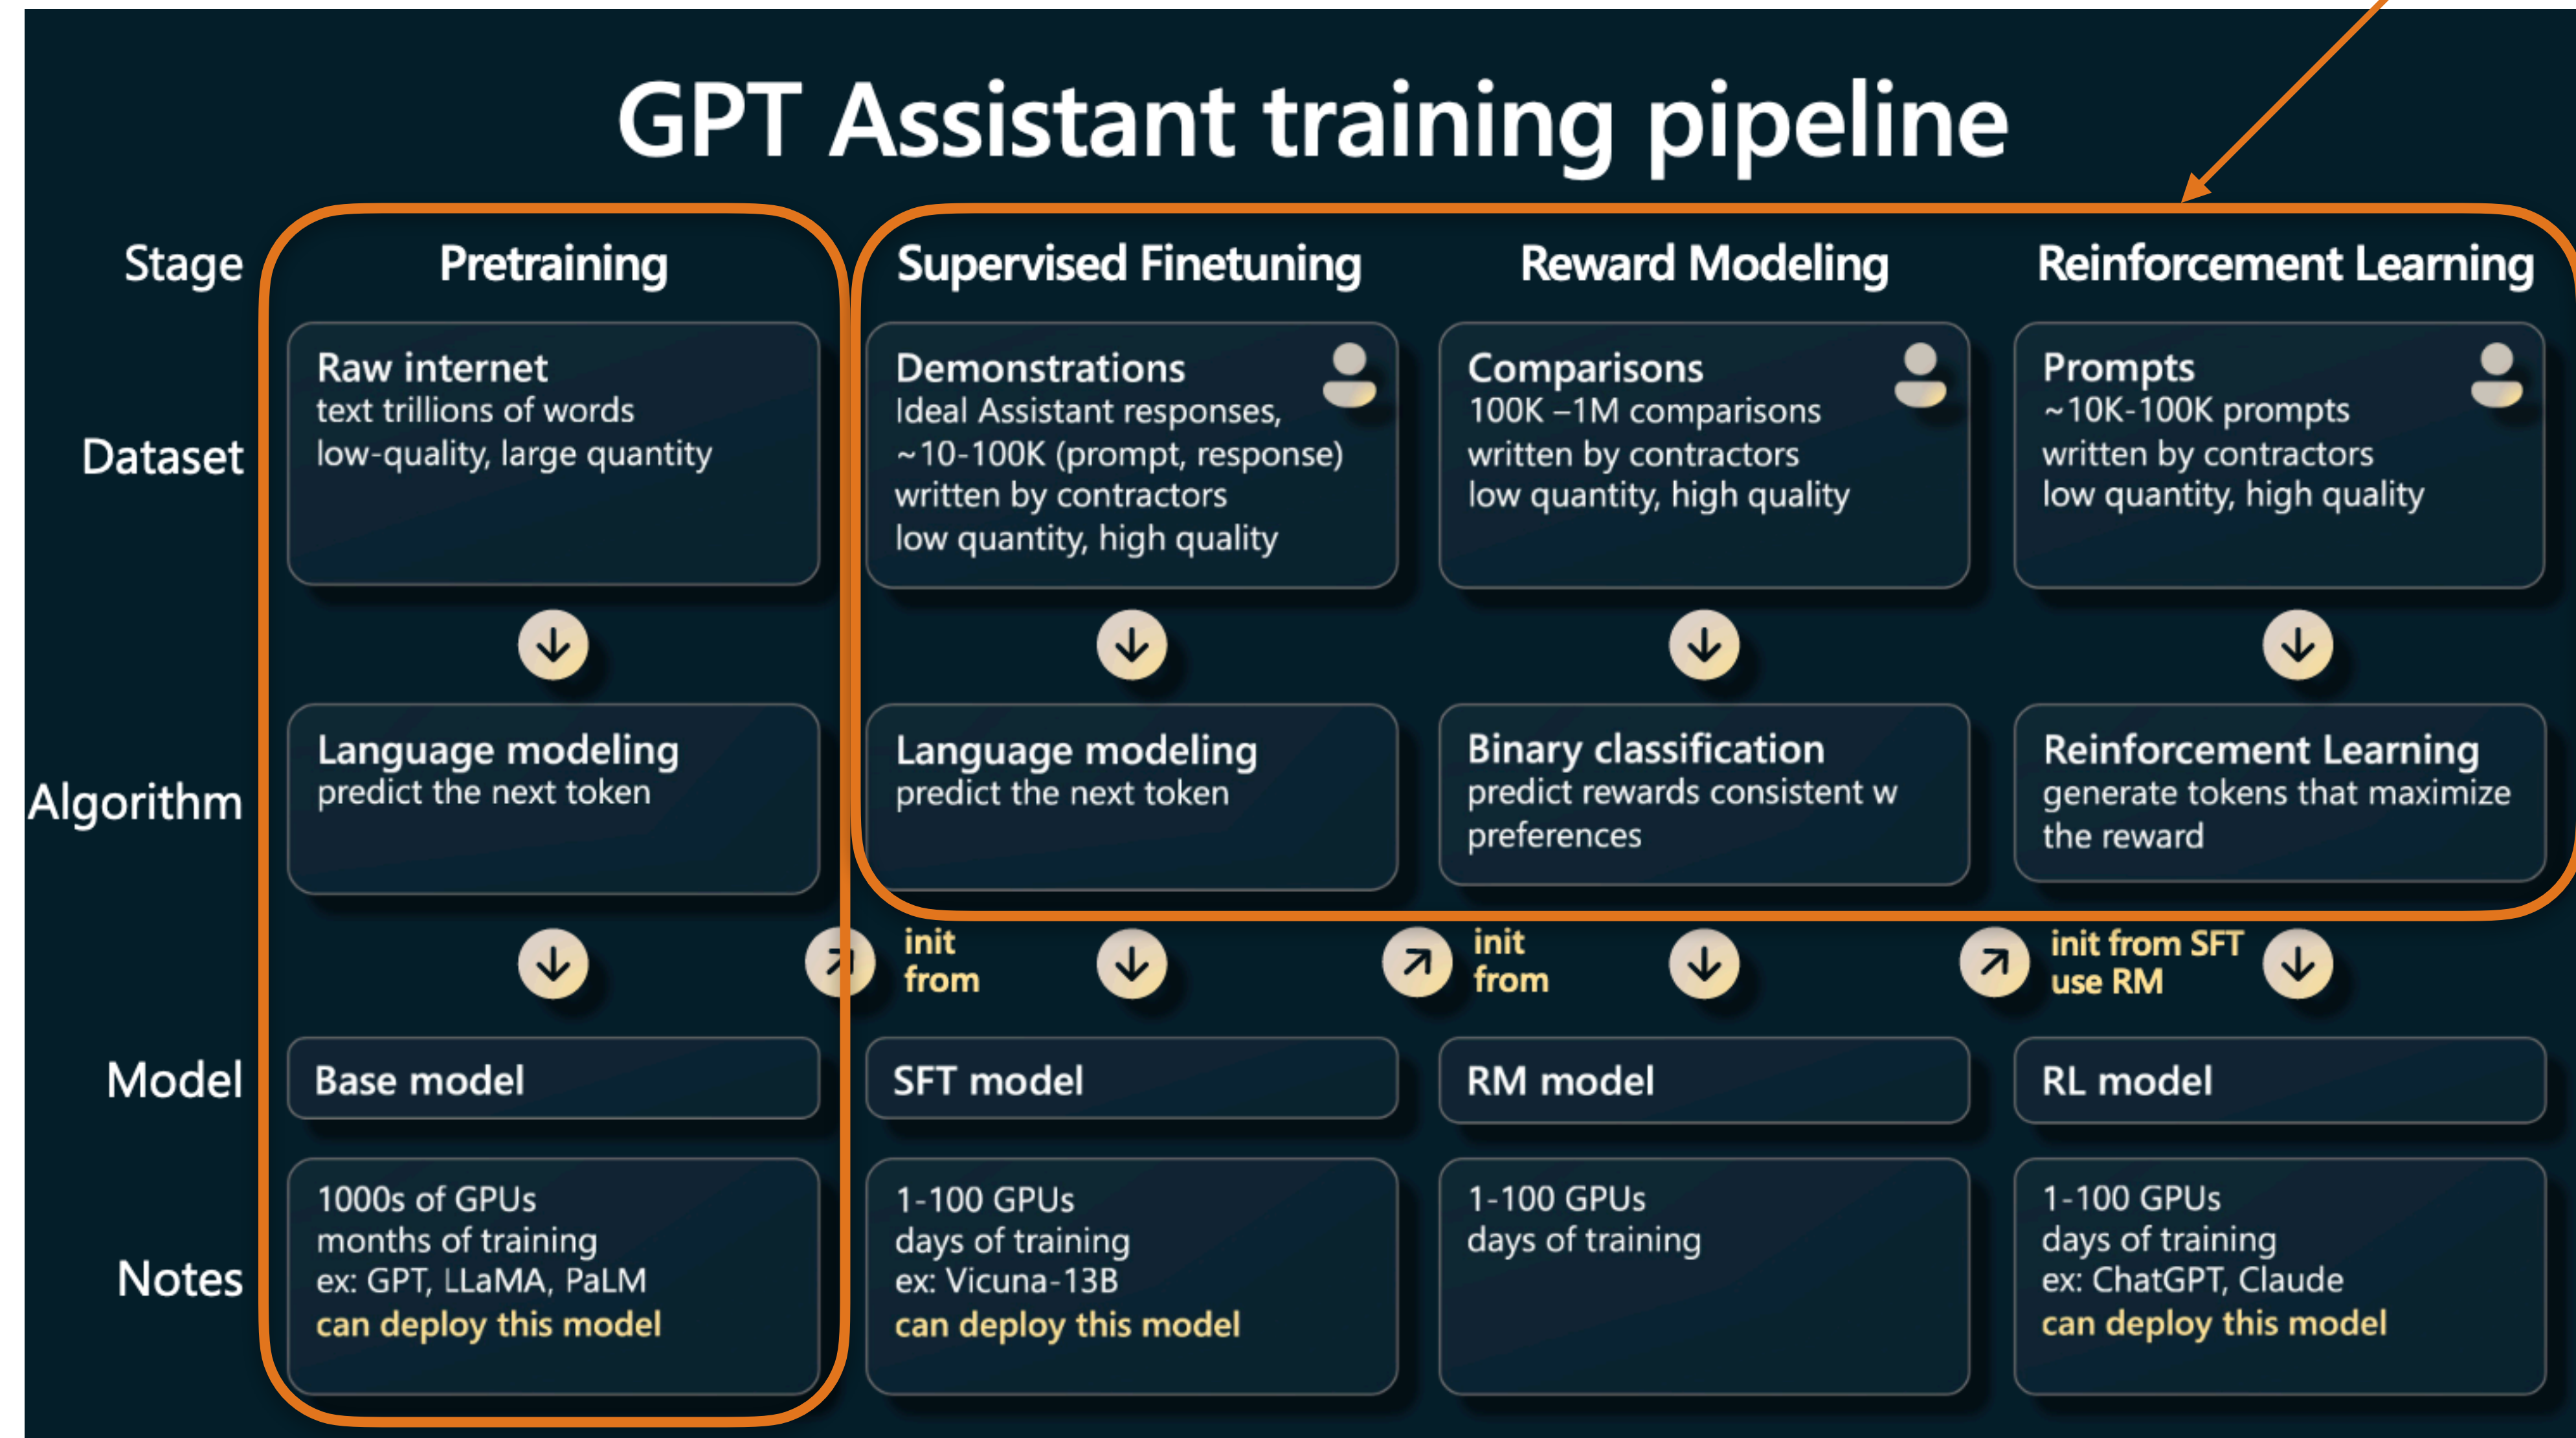 GPT Assistant training pipeline
Stage
Pretraining
Supervised Finetuning
Reward Modeling
Reinforcement Learning
Dataset
Raw internet
text trillions of words
low-quality, large quantity
Demonstrations
Ideal Assistant responses,
~10-100K (prompt, response)
written by contractors
low quantity, high quality
Comparisons
100K –1M comparisons
written by contractors
low quantity, high quality
Prompts
~10K-100K prompts
written by contractors
low quantity, high quality
Algorithm
Language modeling
predict the next token
Language modeling
predict the next token
Binary classification
predict rewards consistent w
preferences
Reinforcement Learning
generate tokens that maximize
the reward
init
from
init
from
init from SFT
use RM
Model
Base model
SFT model
RM model
RL model
Notes
1000s of GPUs
months of training
ex: GPT, LLaMA, PaLM
can deploy this model
1-100 GPUs
days of training
ex: Vicuna-13B
can deploy this model
1-100 GPUs
days of training
1-100 GPUs
days of training
ex: ChatGPT, Claude
can deploy this model